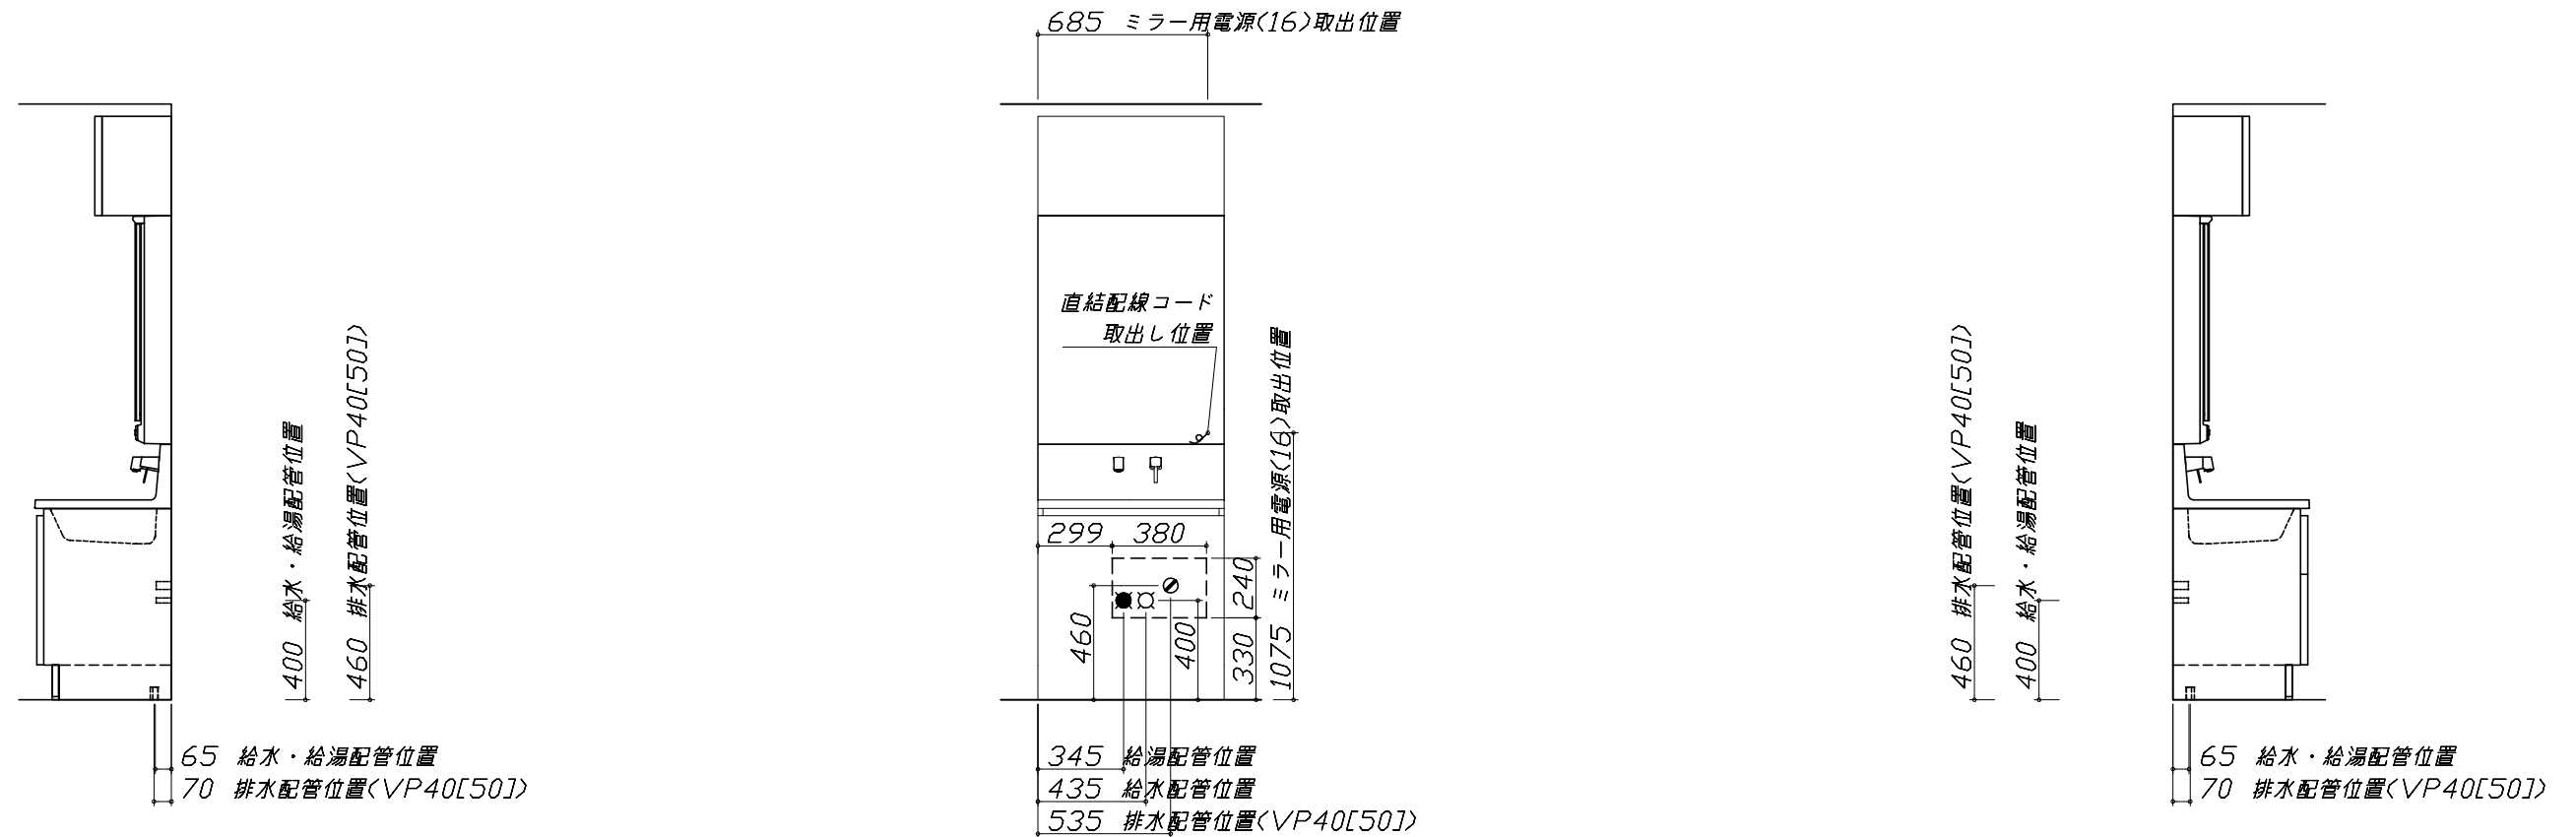 685 ミラー用電源(16)取出位置
直結配線コード
取出し位置
1075 ミラー用電源(16)取出位置
400 給水・給湯配管位置
460 排水配管位置(VP40[50])
299
380
240
330
460
400
460 排水配管位置(VP40[50])
400 給水・給湯配管位置
65 給水・給湯配管位置
70 排水配管位置(VP40[50])
345 給湯配管位置
435 給水配管位置
535 排水配管位置(VP40[50])
65 給水・給湯配管位置
70 排水配管位置(VP40[50])